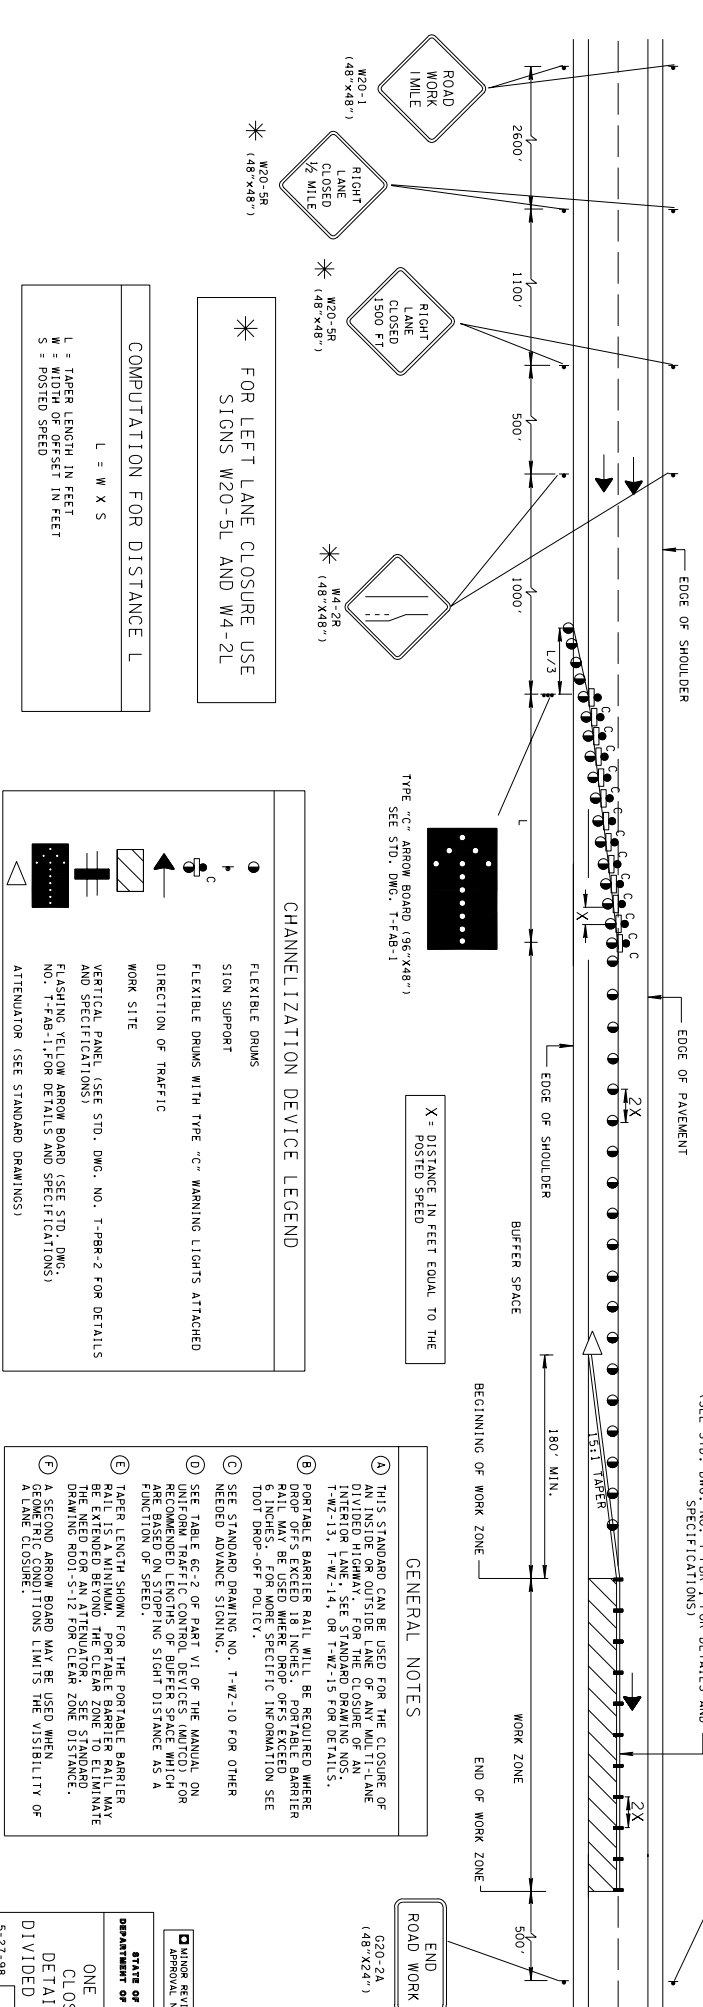 ROAD
WORK
1 MILE
W20-1
(48"x48")
2600'
RIGHT
LANE
CLOSED
1/2 MILE
W20-5R
(48"x48")
1100'
RIGHT
LANE
CLOSED
1500 FT
W20-5R
(48"x48")
500'
W4-2R
(48"X48")
1000'
L/3
EDGE OF SHOULDER
FOR LEFT LANE CLOSURE USE
SIGNS W20-5L AND W4-2L
COMPUTATION FOR DISTANCE L
L = W X S
L = TAPER LENGTH IN FEET
W = WIDTH OF OFFSET IN FEET
S = POSTED SPEED
C
C
C
C
C
C
C
C
C
C
C
C
C
L
X
TYPE "C" ARROW BOARD (96"X48")
SEE STD. DWG. T-FAB-1
EDGE OF PAVEMENT
EDGE OF SHOULDER
2X
BUFFER SPACE
X = DISTANCE IN FEET EQUAL TO THE
POSTED SPEED
CHANNELIZATION DEVICE LEGEND
FLEXIBLE DRUMS
SIGN SUPPORT
C
FLEXIBLE DRUMS WITH TYPE "C" WARNING LIGHTS ATTACHED
DIRECTION OF TRAFFIC
WORK SITE
VERTICAL PANEL (SEE STD. DWG. NO. T-PBR-2 FOR DETAILS
AND SPECIFICATIONS)
FLASHING YELLOW ARROW BOARD (SEE STD. DWG.
NO. T-FAB-1,FOR DETAILS AND SPECIFICATIONS)
ATTENUATOR (SEE STANDARD DRAWINGS)
15:1 TAPER
180' MIN.
BEGINNING OF WORK ZONE
SPECIFICATIONS)
WORK ZONE
2X
END OF WORK ZONE
500'
END
ROAD WORK
G20-2A
(48"X24")
GENERAL NOTES
A THIS STANDARD CAN BE USED FOR THE CLOSURE OF
AN INSIDE OR OUTSIDE LANE OF ANY MULTI-LANE
DIVIDED HIGHWAY. FOR THE CLOSURE OF AN
INTERIOR LANE, SEE STANDARD DRAWING NOS.
T-WZ-13, T-WZ-14, OR T-WZ-15 FOR DETAILS.
B PORTABLE BARRIER RAIL WILL BE REQUIRED WHERE
DROP OFFS EXCEED 18 INCHES. PORTABLE BARRIER
RAIL MAY BE USED WHERE DROP OFFS EXCEED
6 INCHES. FOR MORE SPECIFIC INFORMATION SEE
TDOT DROP-OFF POLICY.
C SEE STANDARD DRAWING NO. T-WZ-10 FOR OTHER
NEEDED ADVANCE SIGNING.
D SEE TABLE 6C-2 OF PART VI OF THE MANUAL ON
UNIFORM TRAFFIC CONTROL DEVICES (MUTCD) FOR
RECOMMENDED LENGTHS OF BUFFER SPACE WHICH
ARE BASED ON STOPPING SIGHT DISTANCE AS A
FUNCTION OF SPEED.
E TAPER LENGTH SHOWN FOR THE PORTABLE BARRIER
RAIL IS A MINIMUM. PORTABLE BARRIER RAIL MAY
BE EXTENDED BEYOND THE CLEAR ZONE TO ELIMINATE
THE NEED FOR AN ATTENUATOR. SEE STANDARD
DRAWING RD01-S-12 FOR CLEAR ZONE DISTANCE.
F A SECOND ARROW BOARD MAY BE USED WHEN
GEOMETRIC CONDITIONS LIMITS THE VISIBILITY OF
A LANE CLOSURE.
MINOR REVI
APPROVAL N
STATE OF
DEPARTMENT OF
ONE
CLOS
DETAI
DIVIDED
5-27-98